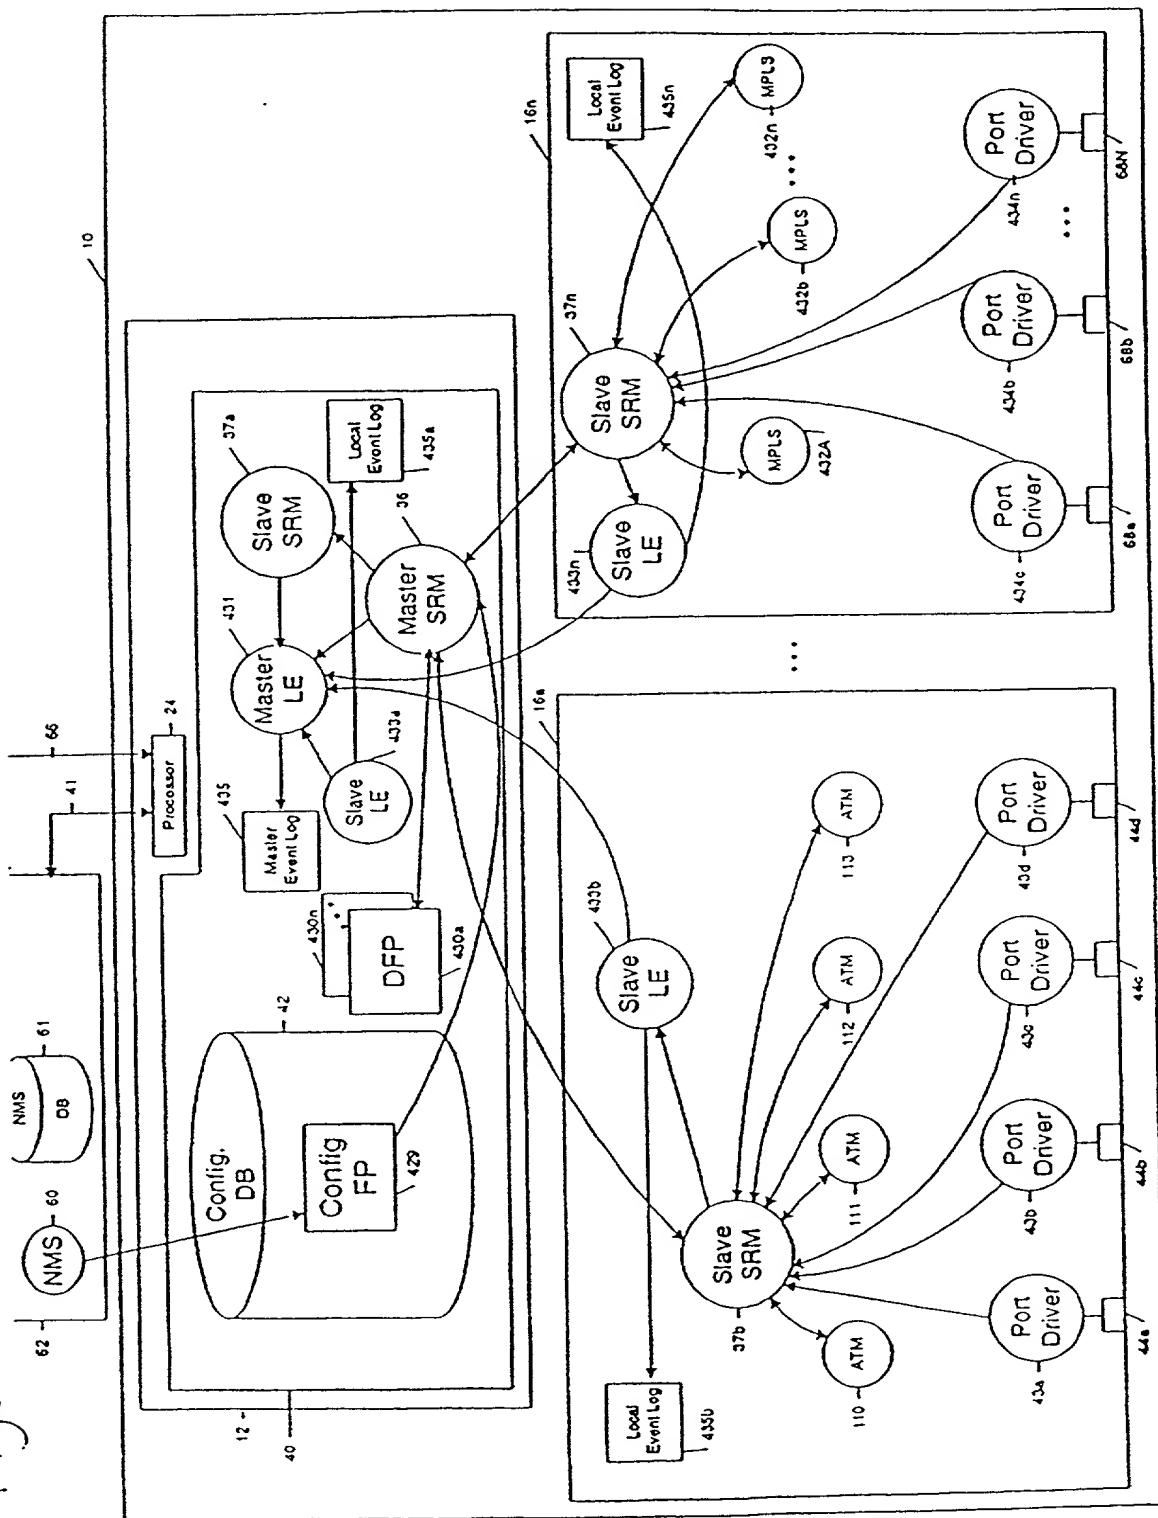 62
NMS
60
NMS
DB
61
41
66
10
12
40
Processor
24
Config.
DB
42
Config
FP
429
DFP
430a
430n
Master
Event Log
435
Slave
LE
433a
Master
LE
431
Slave
SRM
37a
Local
Event Log
435a
Master
SRM
36
16a
Local
Event Log
435b
Slave
LE
433b
Slave
SRM
37b
ATM
110
ATM
111
ATM
112
ATM
113
Port
Driver
43a
Port
Driver
43b
Port
Driver
43c
Port
Driver
43d
44a
44b
44c
44d
...
16n
Local
Event Log
435n
Slave
LE
433n
Slave
SRM
37n
MPLS
432A
MPLS
432b
...
MPLS
432n
Port
Driver
434c
Port
Driver
434b
...
Port
Driver
434n
68a
68b
68N